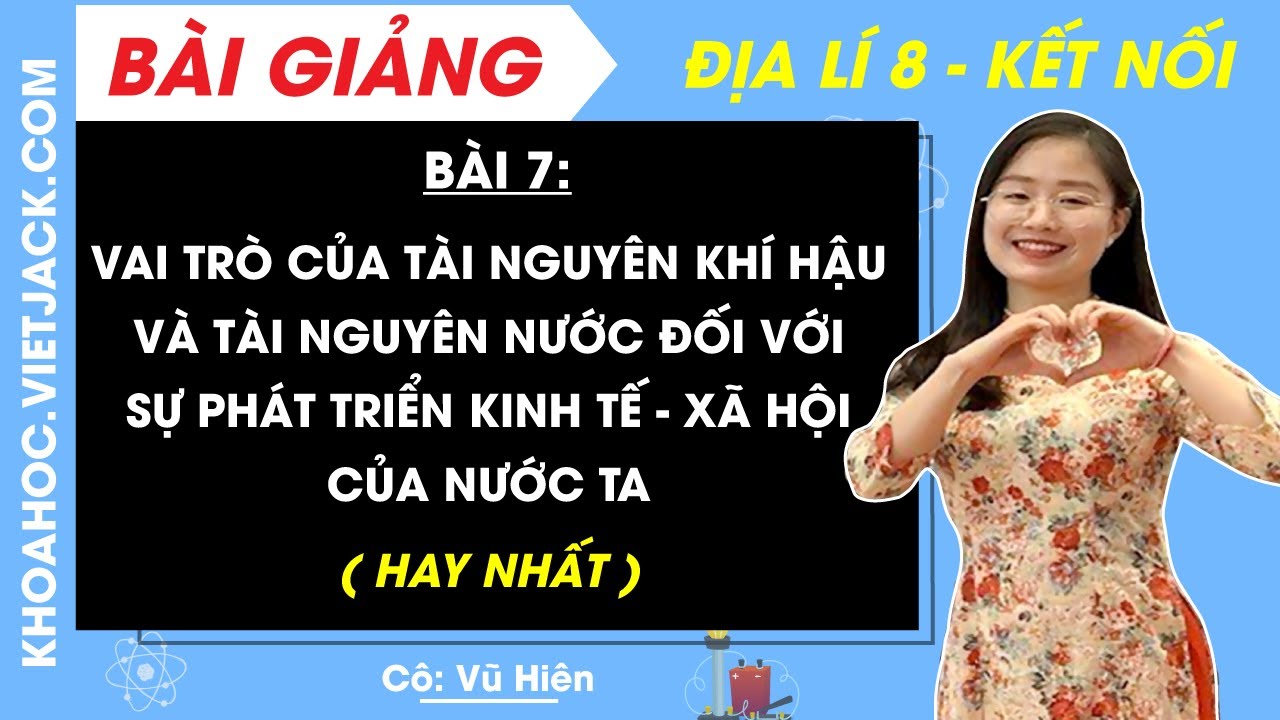 BÀI GIẢNG
ĐỊA LÍ 8 - KẾT NỐI
KHOAHOC.VIETJACK.COM
BÀI 7:
VAI TRÒ CỦA TÀI NGUYÊN KHÍ HẬU
VÀ TÀI NGUYÊN NƯỚC ĐỐI VỚI
SỰ PHÁT TRIỂN KINH TẾ - XÃ HỘI
CỦA NƯỚC TA
( HAY NHẤT )
Cô: Vũ Hiên